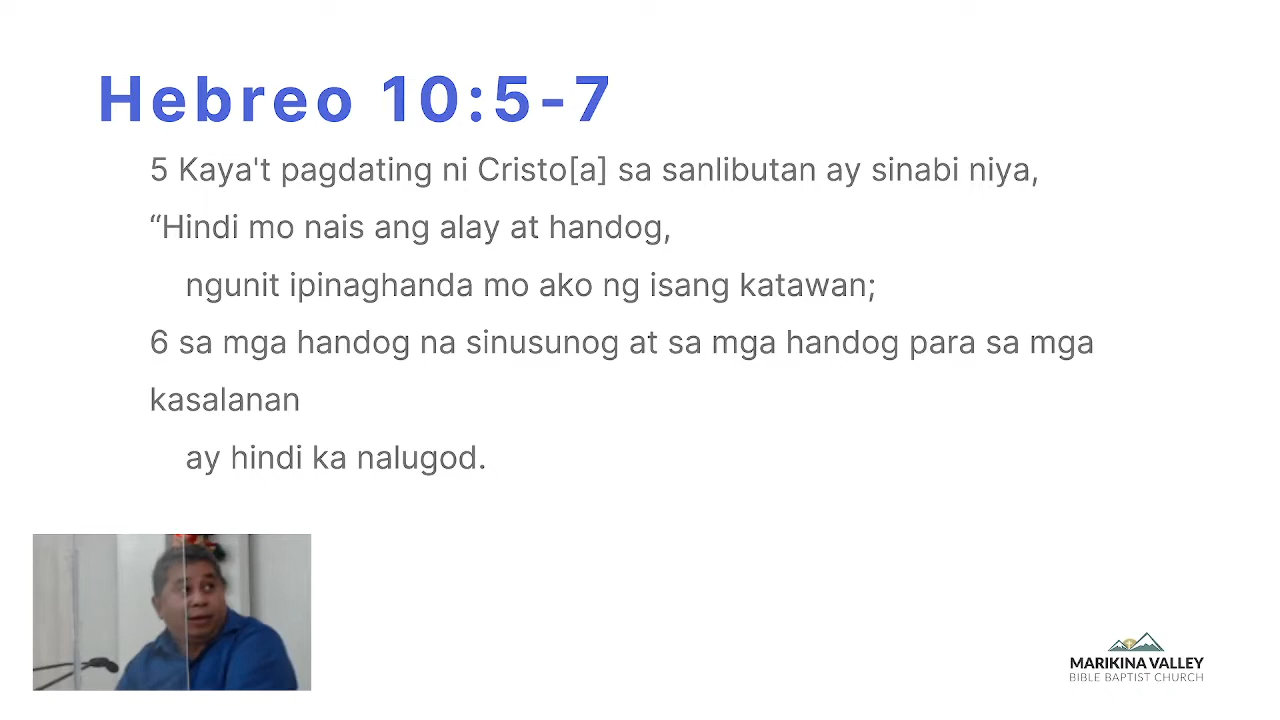 Hebreo 10:5-7
5 Kaya't pagdating ni Cristo[a] sa sanlibutan ay sinabi niya,
“Hindi mo nais ang alay at handog,
ngunit ipinaghanda mo ako ng isang katawan;
6 sa mga handog na sinusunog at sa mga handog para sa mga
kasalanan
ay hindi ka nalugod.
MARIKINA VALLEY
BIBLE BAPTIST CHURCH